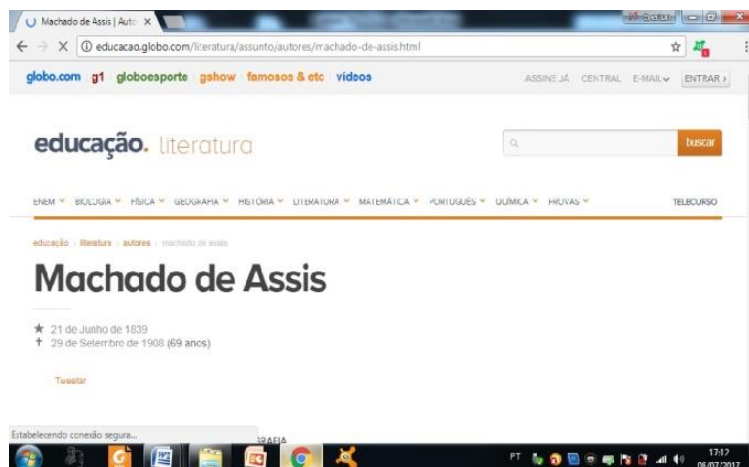 Machado de Assis | Auto
educacao.globo.com/literatura/assunto/autores/machado-de-assis.html
globo.com g1 globoesporte gshow famosos & etc vídeos
ASSINE JÁ CENTRAL E-MAIL ENTRAR
educação. literatura
buscar
ENEM BIOLOGIA FÍSICA GEOGRAFIA HISTÓRIA LITERATURA MATEMÁTICA PORTUGUÊS QUÍMICA PROVAS TELECURSO
educação literatura autores machado de assis
Machado de Assis
21 de Junho de 1839
29 de Setembro de 1908 (69 anos)
Tweetar
Estabelecendo conexão segura...
PT
17:12
08/07/2017